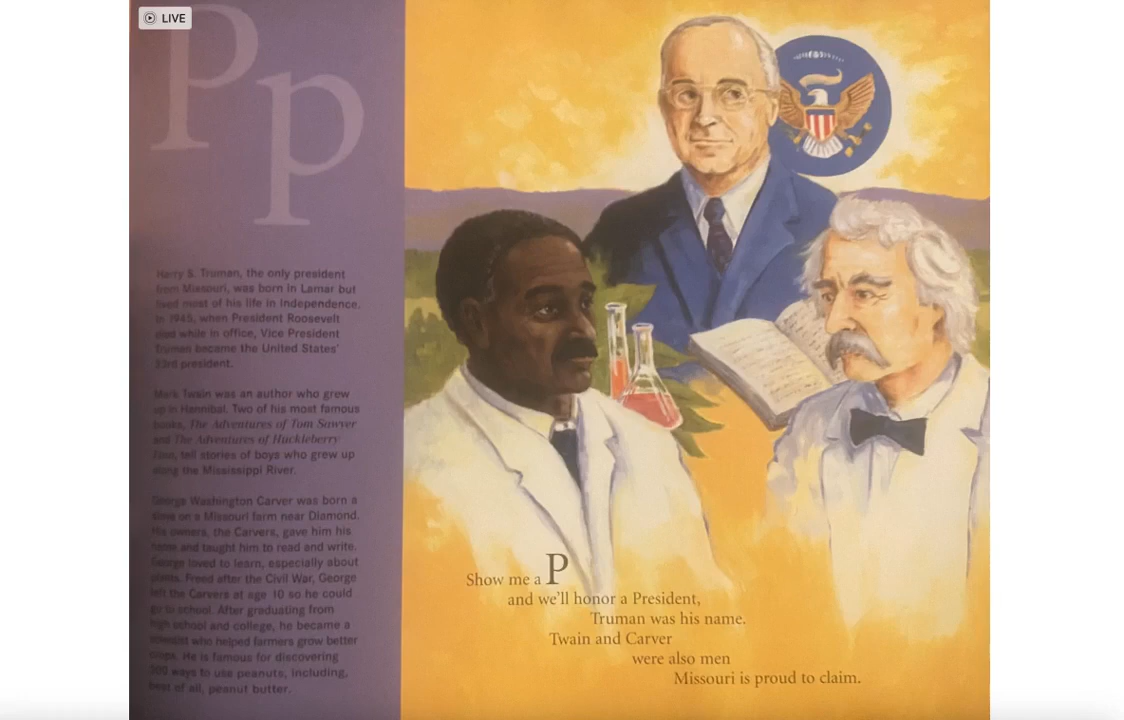 LIVE
Pp
Harry S. Truman, the only president
from Missouri, was born in Lamar but
lived most of his life in Independence.
In 1945, when President Roosevelt
died while in office, Vice President
Truman became the United States'
33rd president.
Mark Twain was an author who grew
up in Hannibal. Two of his most famous
books, The Adventures of Tom Sawyer
and The Adventures of Huckleberry
Finn, tell stories of boys who grew up
along the Mississippi River.
George Washington Carver was born a
slave on a Missouri farm near Diamond.
His owners, the Carvers, gave him his
name and taught him to read and write.
George loved to learn, especially about
plants. Freed after the Civil War, George
left the Carvers at age 10 so he could
go to school. After graduating from
high school and college, he became a
scientist who helped farmers grow better
crops. He is famous for discovering
300 ways to use peanuts, including,
best of all, peanut butter.
Show me a P
and we'll honor a President,
Truman was his name.
Twain and Carver
were also men
Missouri is proud to claim.